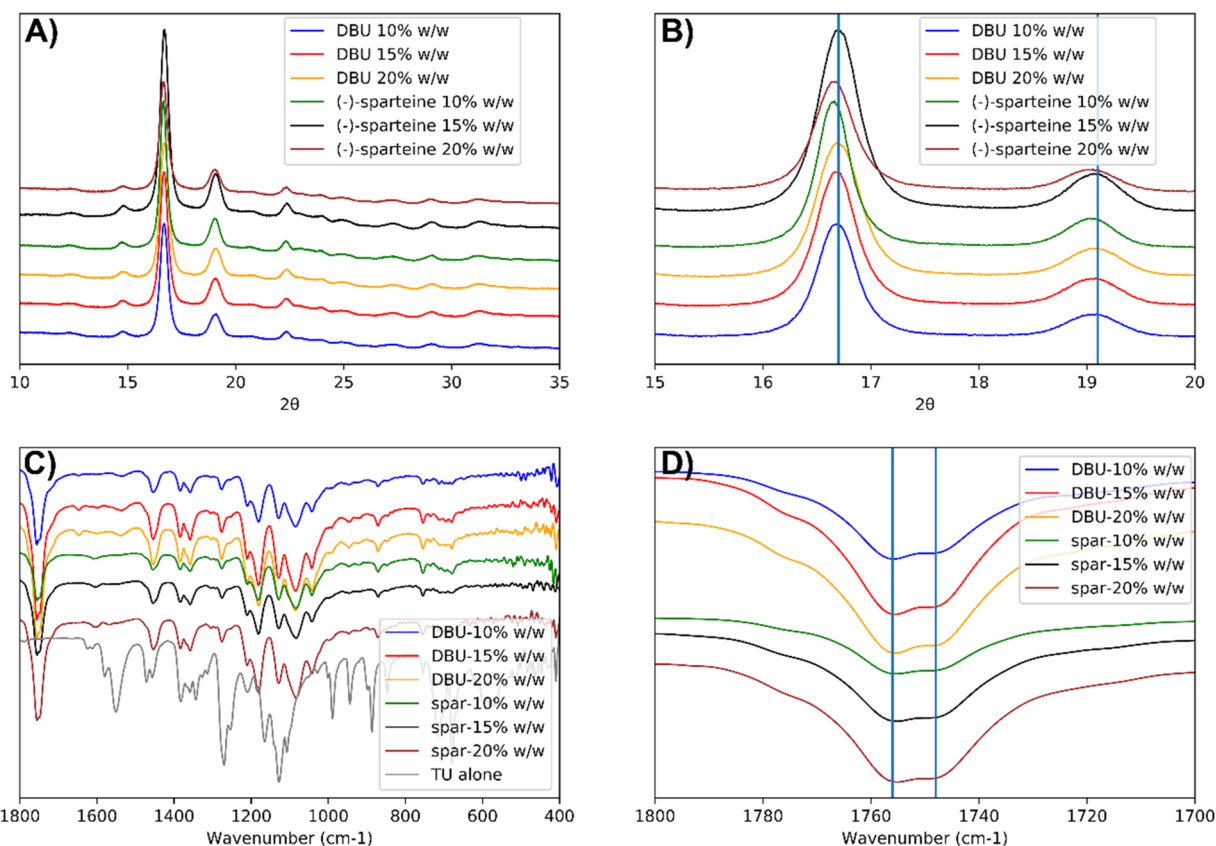 A)
DBU 10% w/w
DBU 15% w/w
DBU 20% w/w
(-)-sparteine 10% w/w
(-)-sparteine 15% w/w
(-)-sparteine 20% w/w
10 15 20 25 30 35
2θ
B)
DBU 10% w/w
DBU 15% w/w
DBU 20% w/w
(-)-sparteine 10% w/w
(-)-sparteine 15% w/w
(-)-sparteine 20% w/w
15 16 17 18 19 20
2θ
C)
DBU-10% w/w
DBU-15% w/w
DBU-20% w/w
spar-10% w/w
spar-15% w/w
spar-20% w/w
TU alone
1800 1600 1400 1200 1000 800 600 400
Wavenumber (cm-1)
D)
DBU-10% w/w
DBU-15% w/w
DBU-20% w/w
spar-10% w/w
spar-15% w/w
spar-20% w/w
1800 1780 1760 1740 1720 1700
Wavenumber (cm-1)